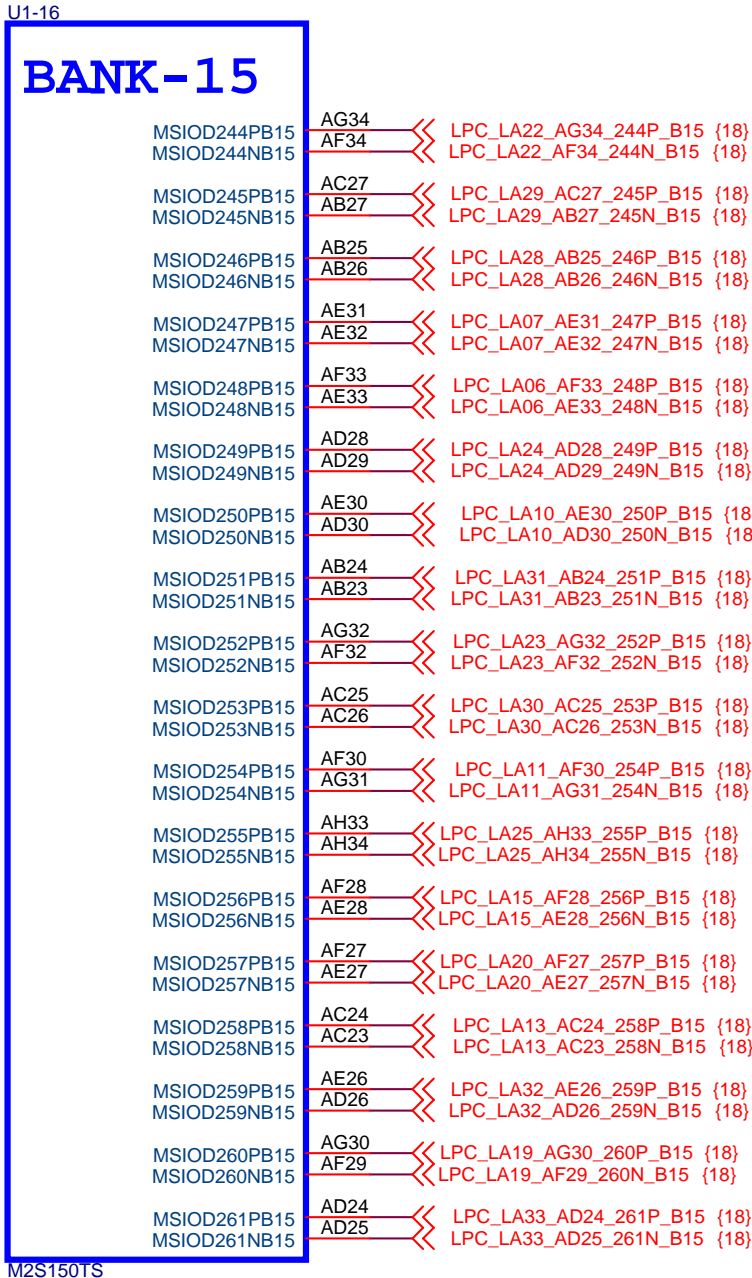 U1-16
BANK-15
MSIOD244PB15 AG34 LPC_LA22_AG34_244P_B15 {18}
MSIOD244NB15 AF34 LPC_LA22_AF34_244N_B15 {18}
MSIOD245PB15 AC27 LPC_LA29_AC27_245P_B15 {18}
MSIOD245NB15 AB27 LPC_LA29_AB27_245N_B15 {18}
MSIOD246PB15 AB25 LPC_LA28_AB25_246P_B15 {18}
MSIOD246NB15 AB26 LPC_LA28_AB26_246N_B15 {18}
MSIOD247PB15 AE31 LPC_LA07_AE31_247P_B15 {18}
MSIOD247NB15 AE32 LPC_LA07_AE32_247N_B15 {18}
MSIOD248PB15 AF33 LPC_LA06_AF33_248P_B15 {18}
MSIOD248NB15 AE33 LPC_LA06_AE33_248N_B15 {18}
MSIOD249PB15 AD28 LPC_LA24_AD28_249P_B15 {18}
MSIOD249NB15 AD29 LPC_LA24_AD29_249N_B15 {18}
MSIOD250PB15 AE30 LPC_LA10_AE30_250P_B15 {18
MSIOD250NB15 AD30 LPC_LA10_AD30_250N_B15 {18
MSIOD251PB15 AB24 LPC_LA31_AB24_251P_B15 {18}
MSIOD251NB15 AB23 LPC_LA31_AB23_251N_B15 {18}
MSIOD252PB15 AG32 LPC_LA23_AG32_252P_B15 {18}
MSIOD252NB15 AF32 LPC_LA23_AF32_252N_B15 {18}
MSIOD253PB15 AC25 LPC_LA30_AC25_253P_B15 {18}
MSIOD253NB15 AC26 LPC_LA30_AC26_253N_B15 {18}
MSIOD254PB15 AF30 LPC_LA11_AF30_254P_B15 {18}
MSIOD254NB15 AG31 LPC_LA11_AG31_254N_B15 {18}
MSIOD255PB15 AH33 LPC_LA25_AH33_255P_B15 {18}
MSIOD255NB15 AH34 LPC_LA25_AH34_255N_B15 {18}
MSIOD256PB15 AF28 LPC_LA15_AF28_256P_B15 {18}
MSIOD256NB15 AE28 LPC_LA15_AE28_256N_B15 {18}
MSIOD257PB15 AF27 LPC_LA20_AF27_257P_B15 {18}
MSIOD257NB15 AE27 LPC_LA20_AE27_257N_B15 {18}
MSIOD258PB15 AC24 LPC_LA13_AC24_258P_B15 {18}
MSIOD258NB15 AC23 LPC_LA13_AC23_258N_B15 {18}
MSIOD259PB15 AE26 LPC_LA32_AE26_259P_B15 {18}
MSIOD259NB15 AD26 LPC_LA32_AD26_259N_B15 {18}
MSIOD260PB15 AG30 LPC_LA19_AG30_260P_B15 {18}
MSIOD260NB15 AF29 LPC_LA19_AF29_260N_B15 {18}
MSIOD261PB15 AD24 LPC_LA33_AD24_261P_B15 {18}
MSIOD261NB15 AD25 LPC_LA33_AD25_261N_B15 {18}
M2S150TS